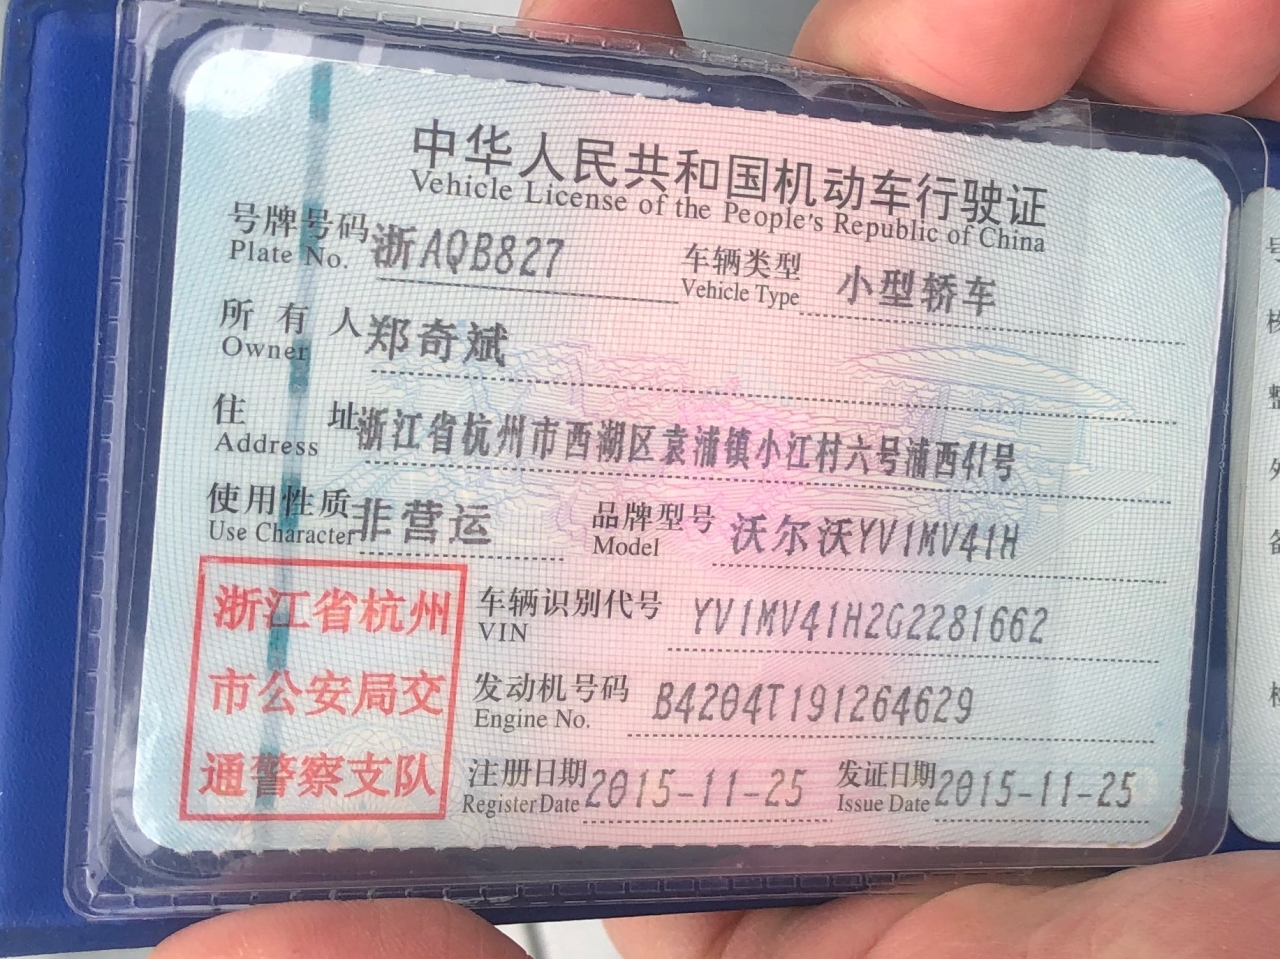 中华人民共和国机动车行驶证
Vehicle License of the People's Republic of China
号牌号码 浙AQB827 车辆类型 小型轿车
Plate No. Vehicle Type
所有人 郑奇斌
Owner
住址 浙江省杭州市西湖区袁浦镇小江村六号浦西41号
Address
使用性质 非营运 品牌型号 沃尔沃YV1MV41H
Use Character Model
浙江省杭州
市公安局交
通警察支队
车辆识别代号 YV1MV41H2G2281662
VIN
发动机号码 B4204T191264629
Engine No.
注册日期 2015-11-25 发证日期 2015-11-25
Register Date Issue Date